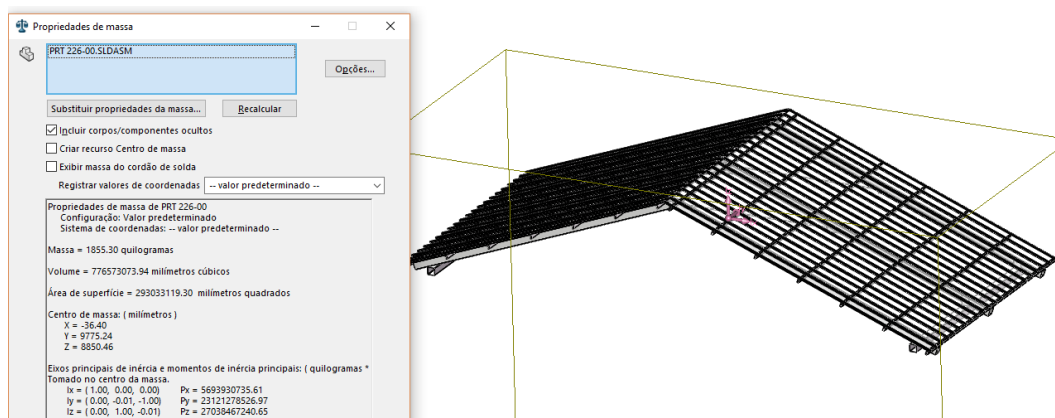 Propriedades de massa
PRT 226-00.SLDASM
Opções...
Substituir propriedades da massa...
Recalcular
Incluir corpos/componentes ocultos
Criar recurso Centro de massa
Exibir massa do cordão de solda
Registrar valores de coordenadas -- valor predeterminado --
Propriedades de massa de PRT 226-00
Configuração: Valor predeterminado
Sistema de coordenadas: -- valor predeterminado --
Massa = 1855.30 quilogramas
Volume = 776573073.94 milímetros cúbicos
Área de superfície = 293033119.30 milímetros quadrados
Centro de massa: ( milímetros )
X = -36.40
Y = 9775.24
Z = 8850.46
Eixos principais de inércia e momentos de inércia principais: ( quilogramas *
Tomado no centro da massa.
Ix = ( 1.00, 0.00, 0.00) Px = 5693930735.61
Iy = ( 0.00, -0.01, -1.00) Py = 23121278526.97
Iz = ( 0.00, 1.00, -0.01) Pz = 27038467240.65